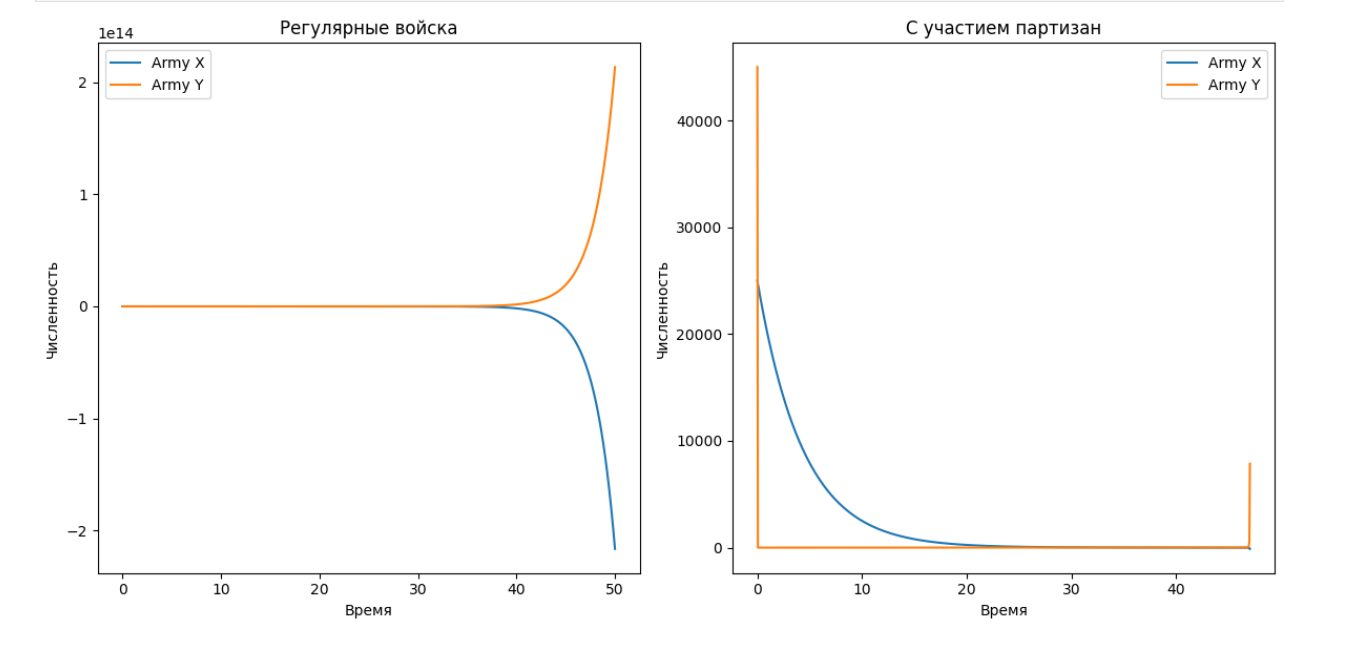 Регулярные войска
1e14
Army X
Army Y
2
1
0
−1
−2
Численность
0
10
20
30
40
50
Время
С участием партизан
Army X
Army Y
40000
30000
20000
10000
0
Численность
0
10
20
30
40
Время